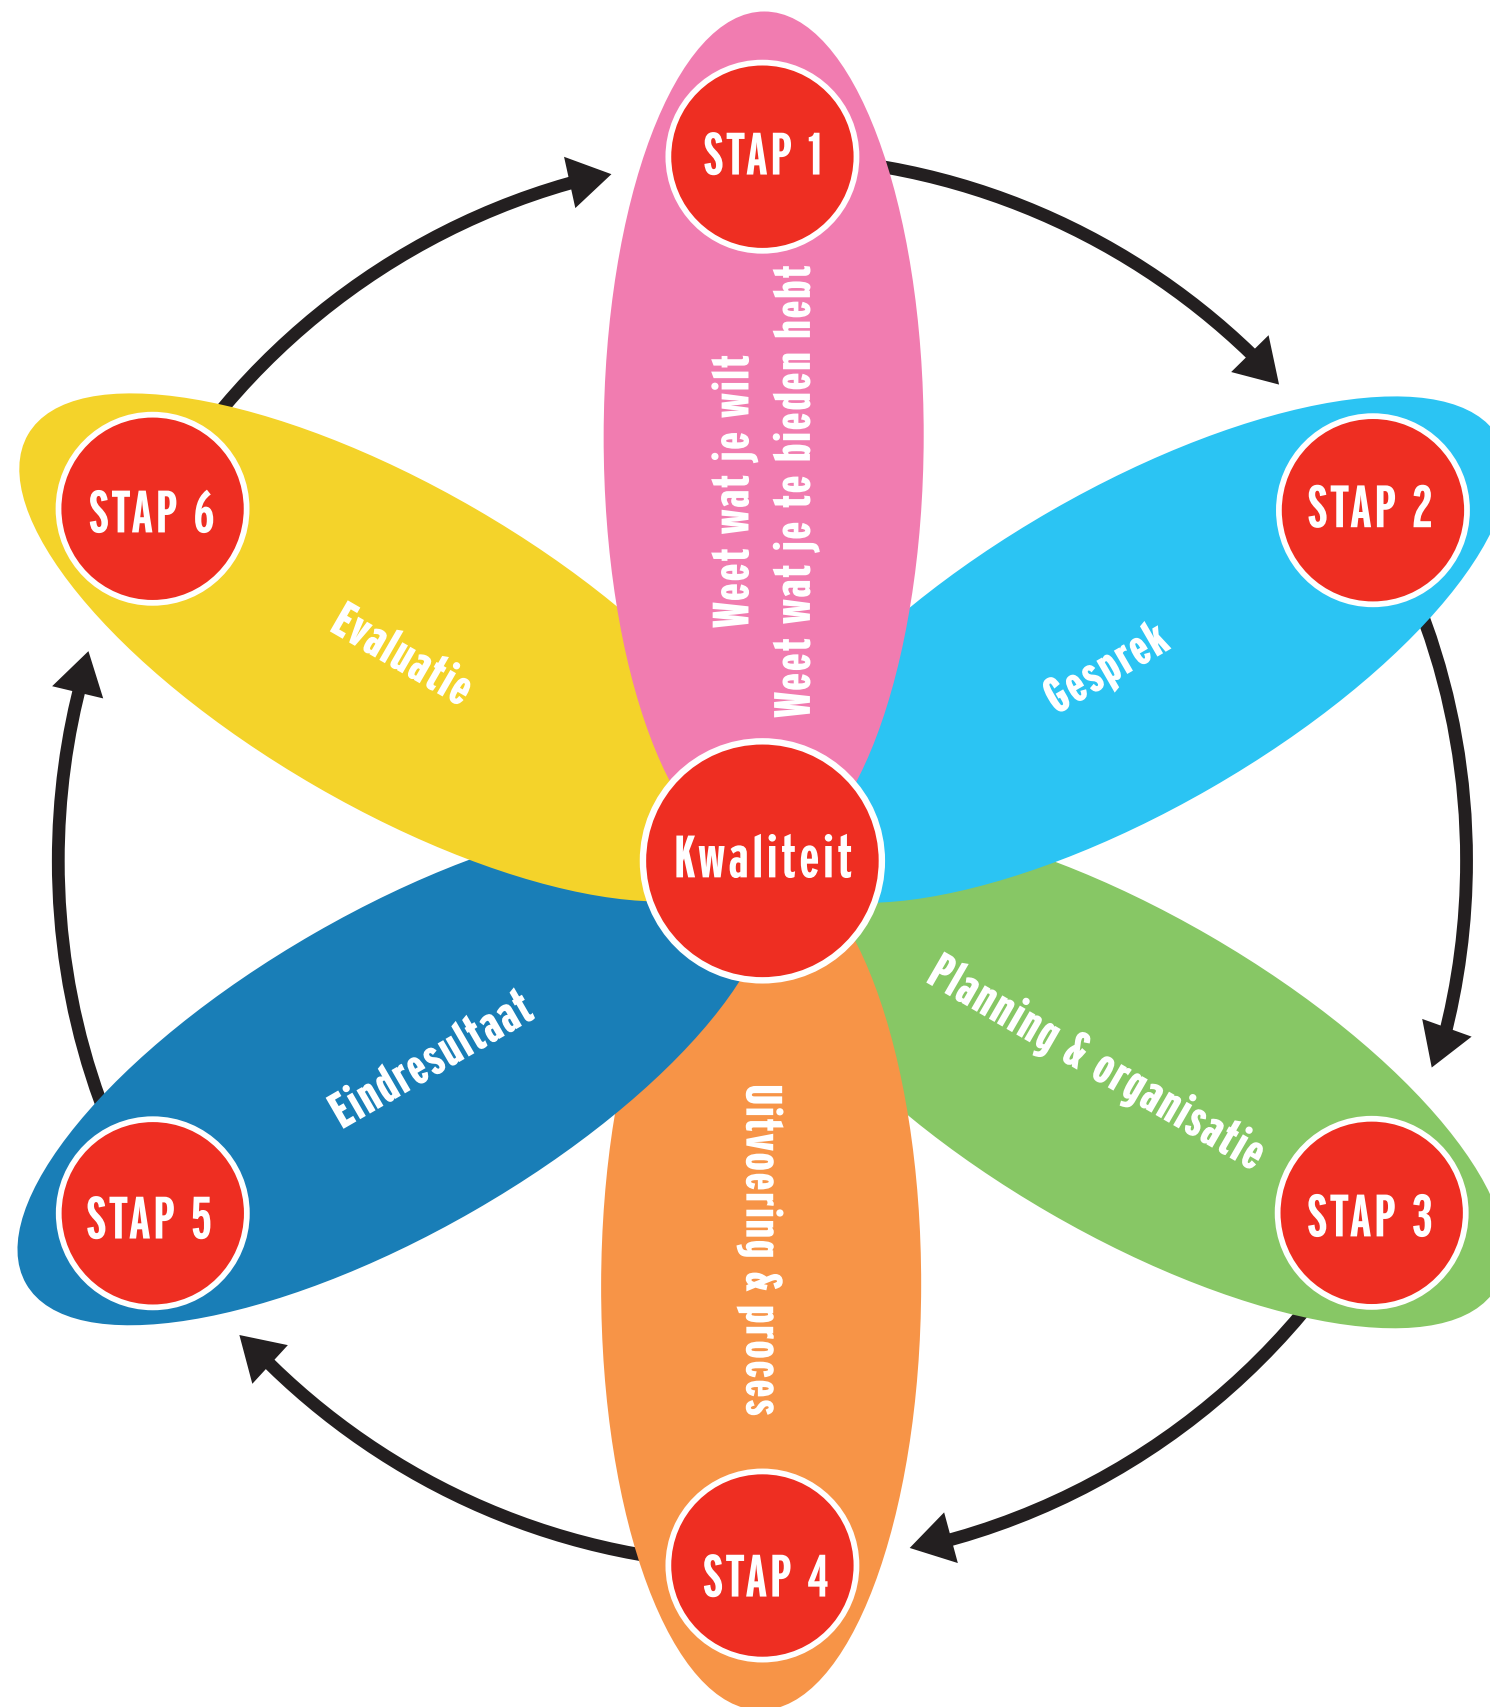 STAP 1
Weet wat je wilt
Weet wat je te bieden hebt
STAP 2
Gesprek
STAP 3
Planning & organisatie
STAP 4
Uitvoering & proces
STAP 5
Eindresultaat
STAP 6
Evaluatie
Kwaliteit